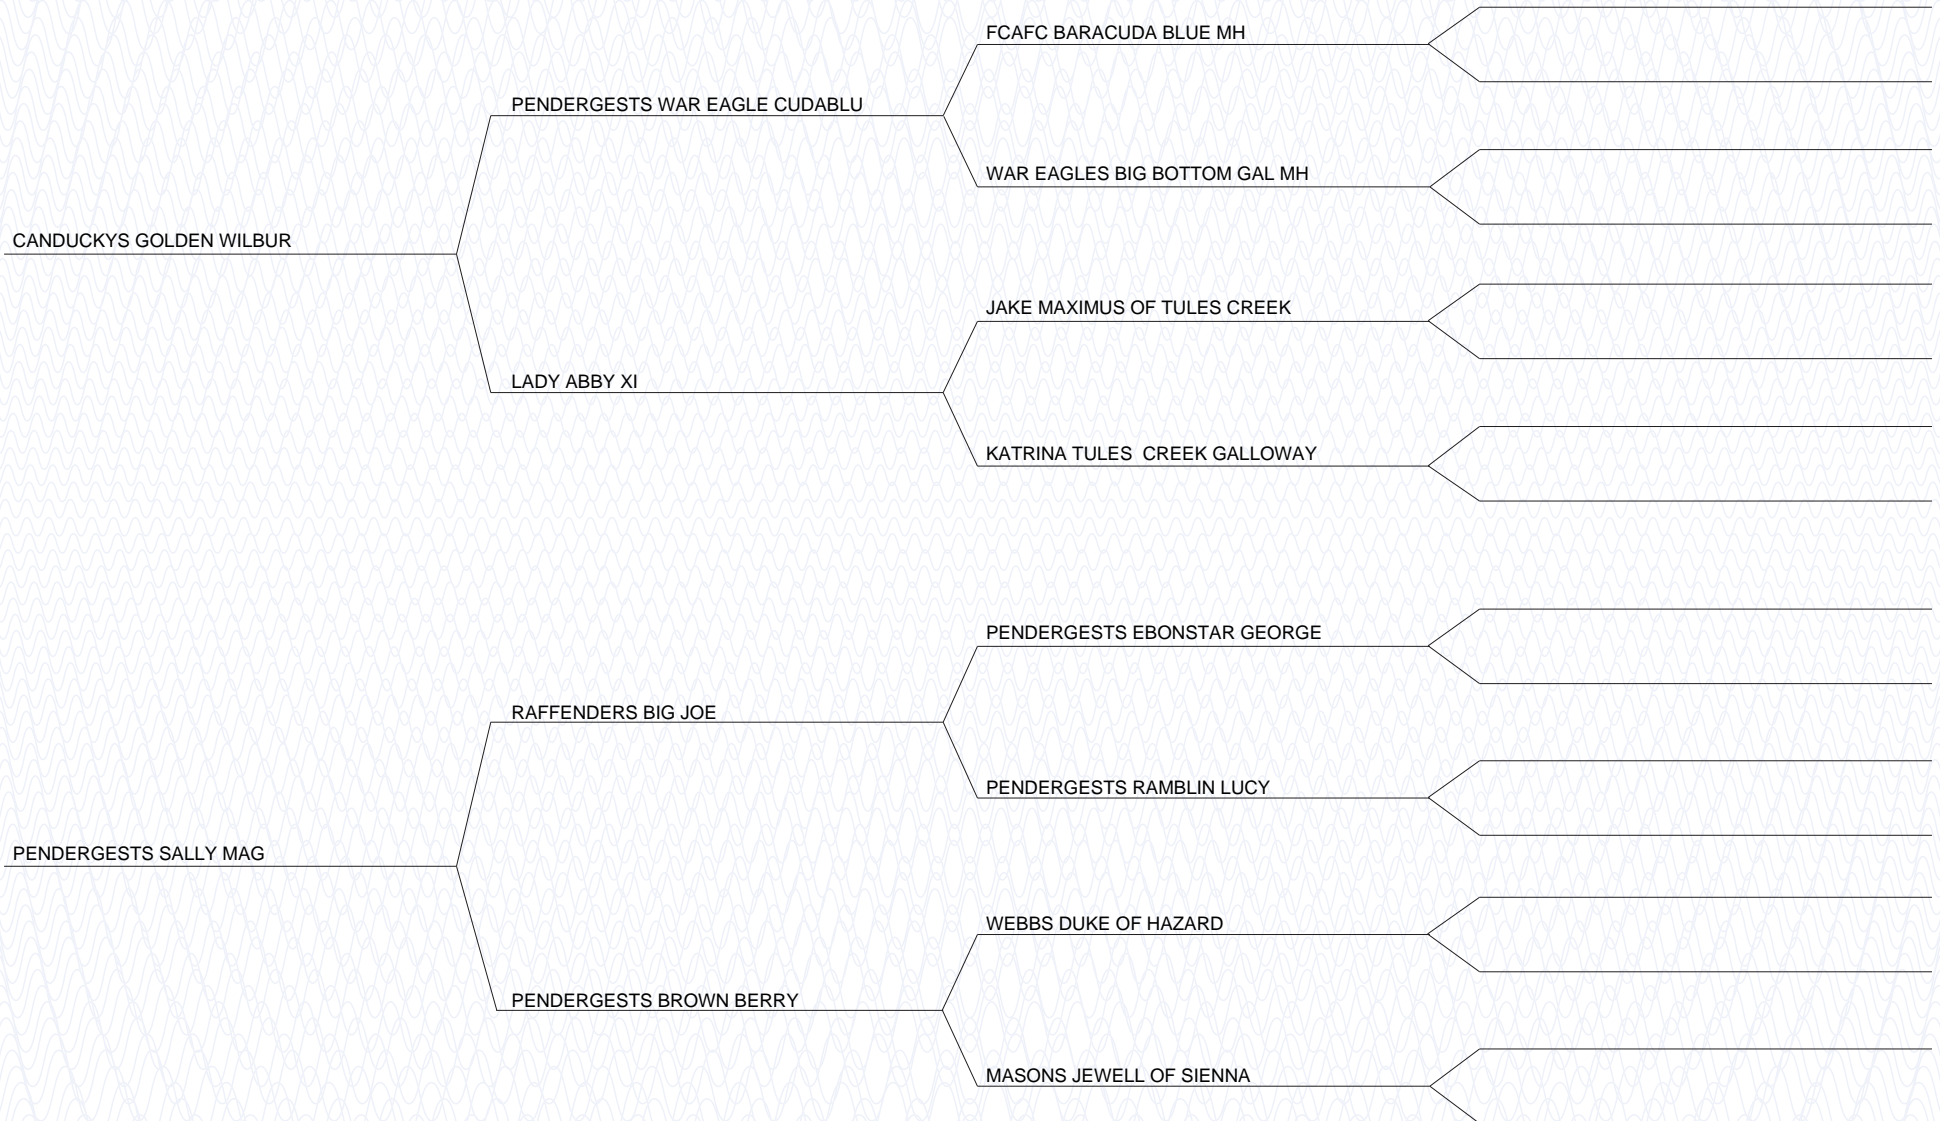 FCAFC BARACUDA BLUE MH
PENDERGESTS WAR EAGLE CUDABLU
WAR EAGLES BIG BOTTOM GAL MH
CANDUCKYS GOLDEN WILBUR
JAKE MAXIMUS OF TULES CREEK
LADY ABBY XI
KATRINA TULES  CREEK GALLOWAY
PENDERGESTS EBONSTAR GEORGE
RAFFENDERS BIG JOE
PENDERGESTS RAMBLIN LUCY
PENDERGESTS SALLY MAG
WEBBS DUKE OF HAZARD
PENDERGESTS BROWN BERRY
MASONS JEWELL OF SIENNA